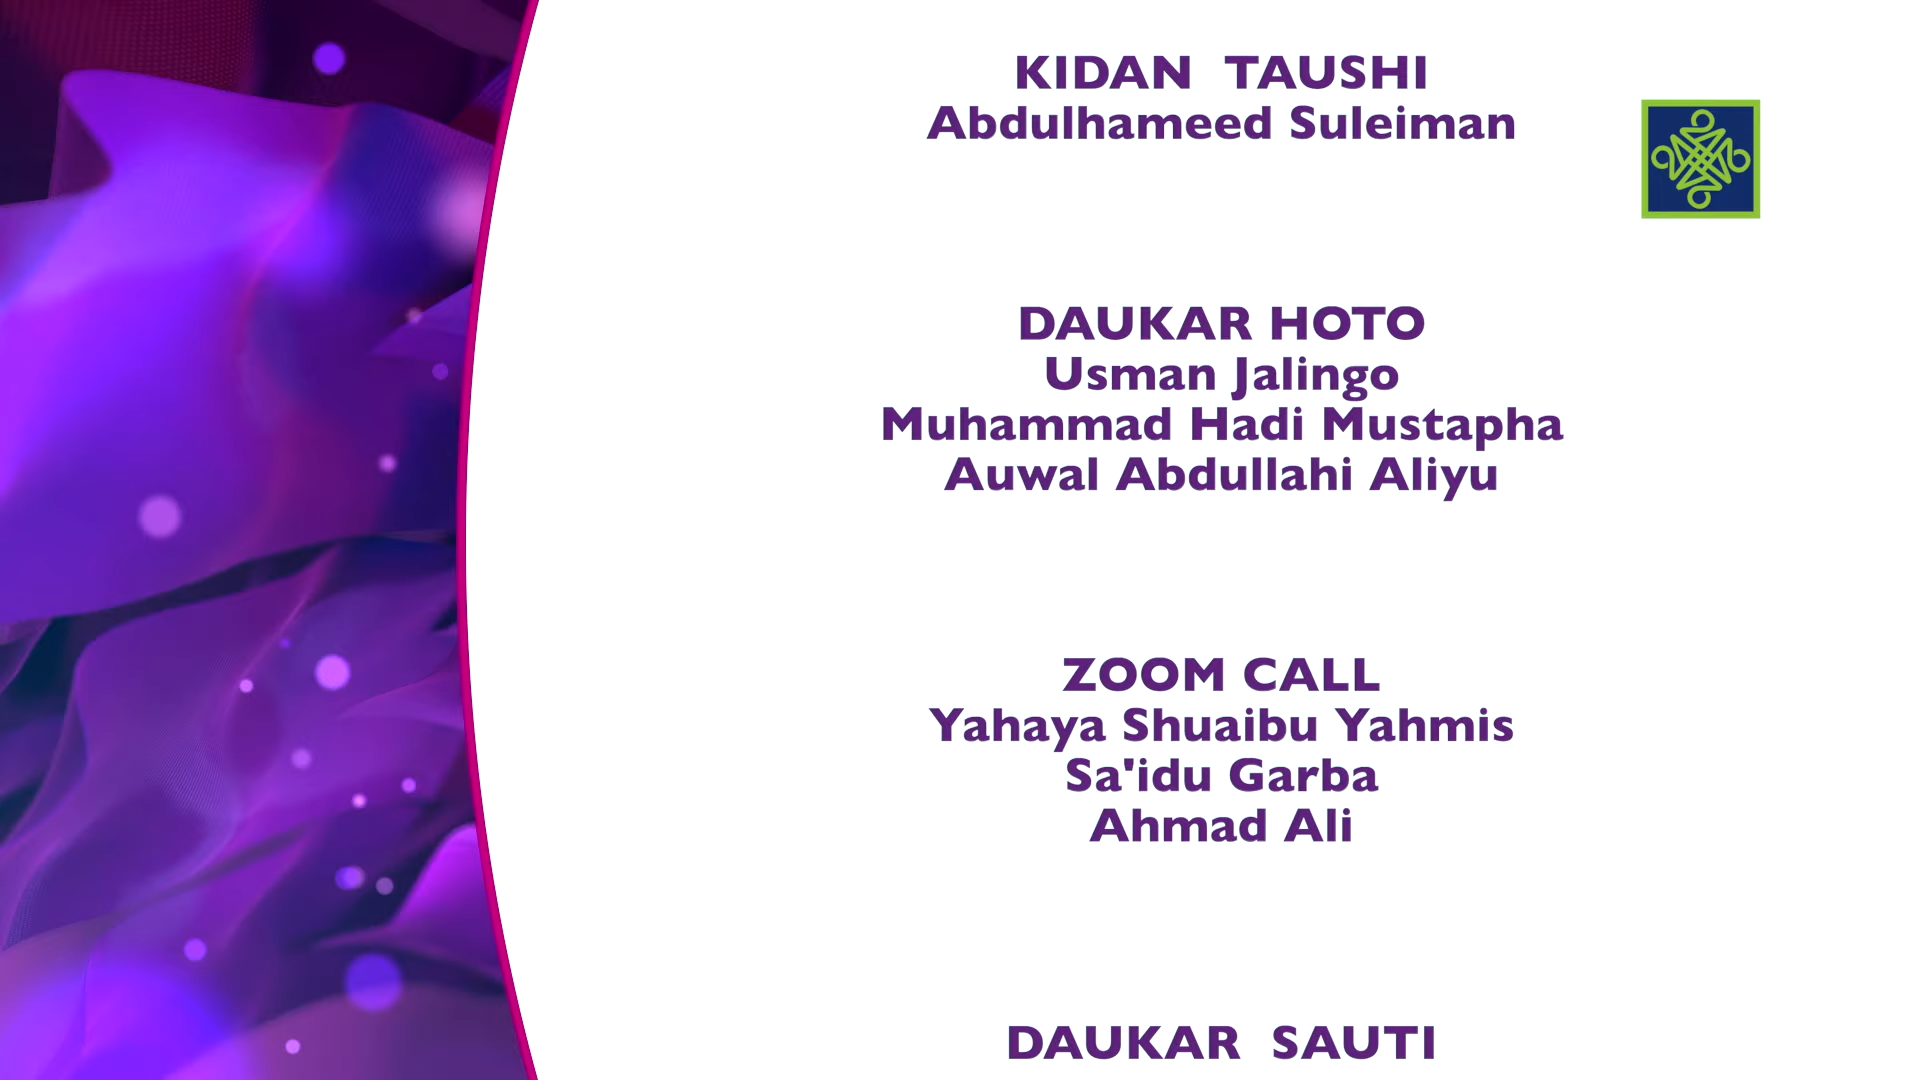 KIDAN TAUSHI
Abdulhameed Suleiman
DAUKAR HOTO
Usman Jalingo
Muhammad Hadi Mustapha
Auwal Abdullahi Aliyu
ZOOM CALL
Yahaya Shuaibu Yahmis
Sa'idu Garba
Ahmad Ali
DAUKAR SAUTI